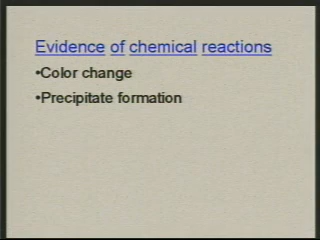 Evidence of chemical reactions
•Color change
•Precipitate formation